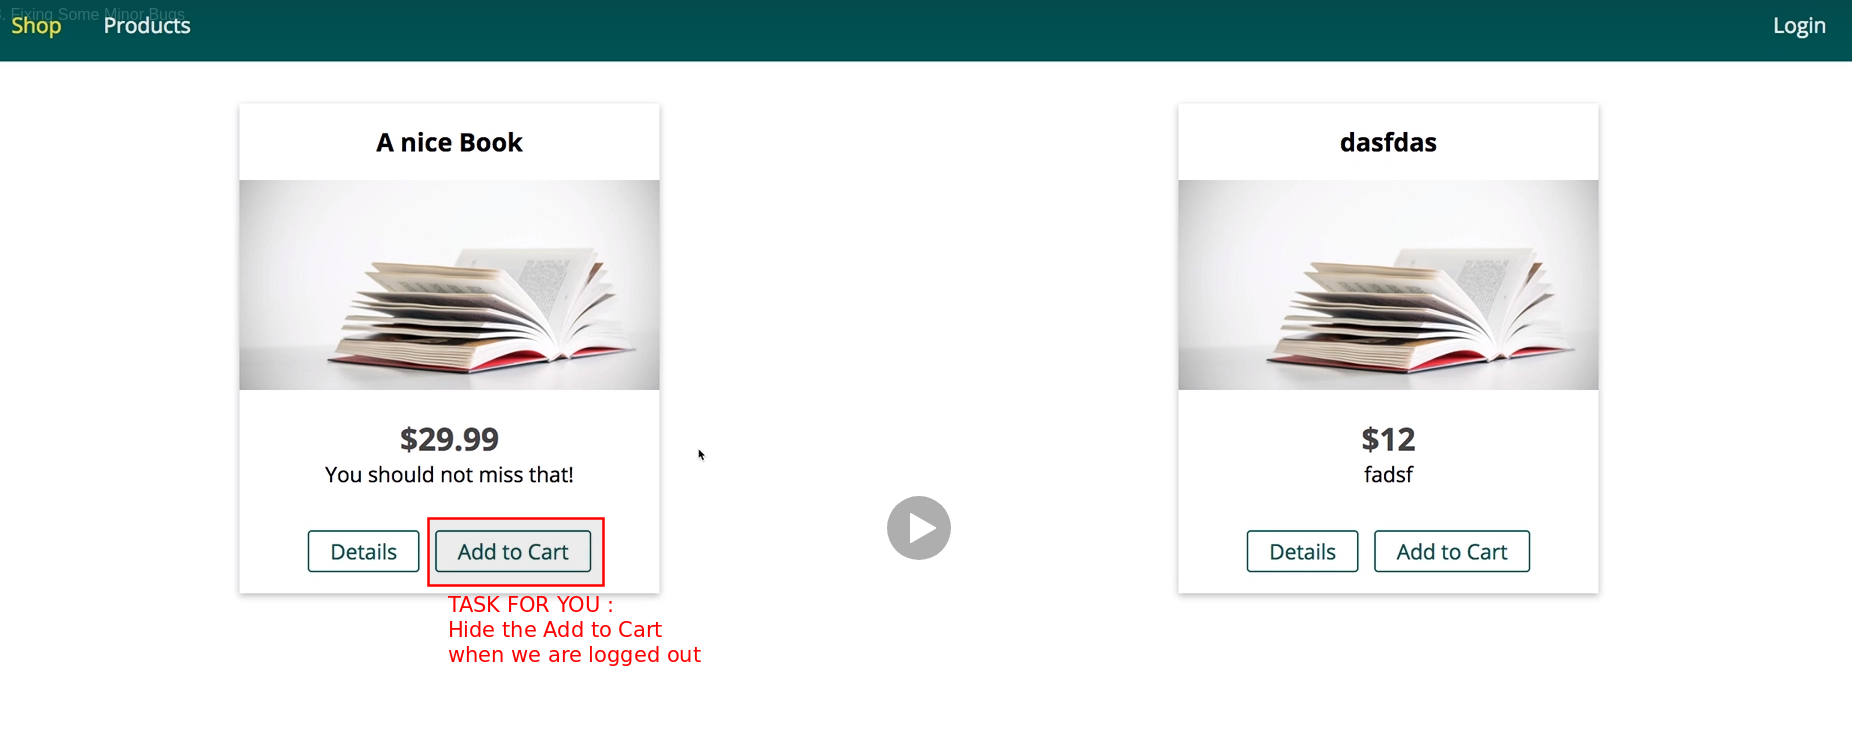 3. Fixing Some Minor Bugs
Shop Products Login
A nice Book
$29.99
You should not miss that!
Details Add to Cart
TASK FOR YOU :
Hide the Add to Cart
when we are logged out
dasfdas
$12
fadsf
Details Add to Cart